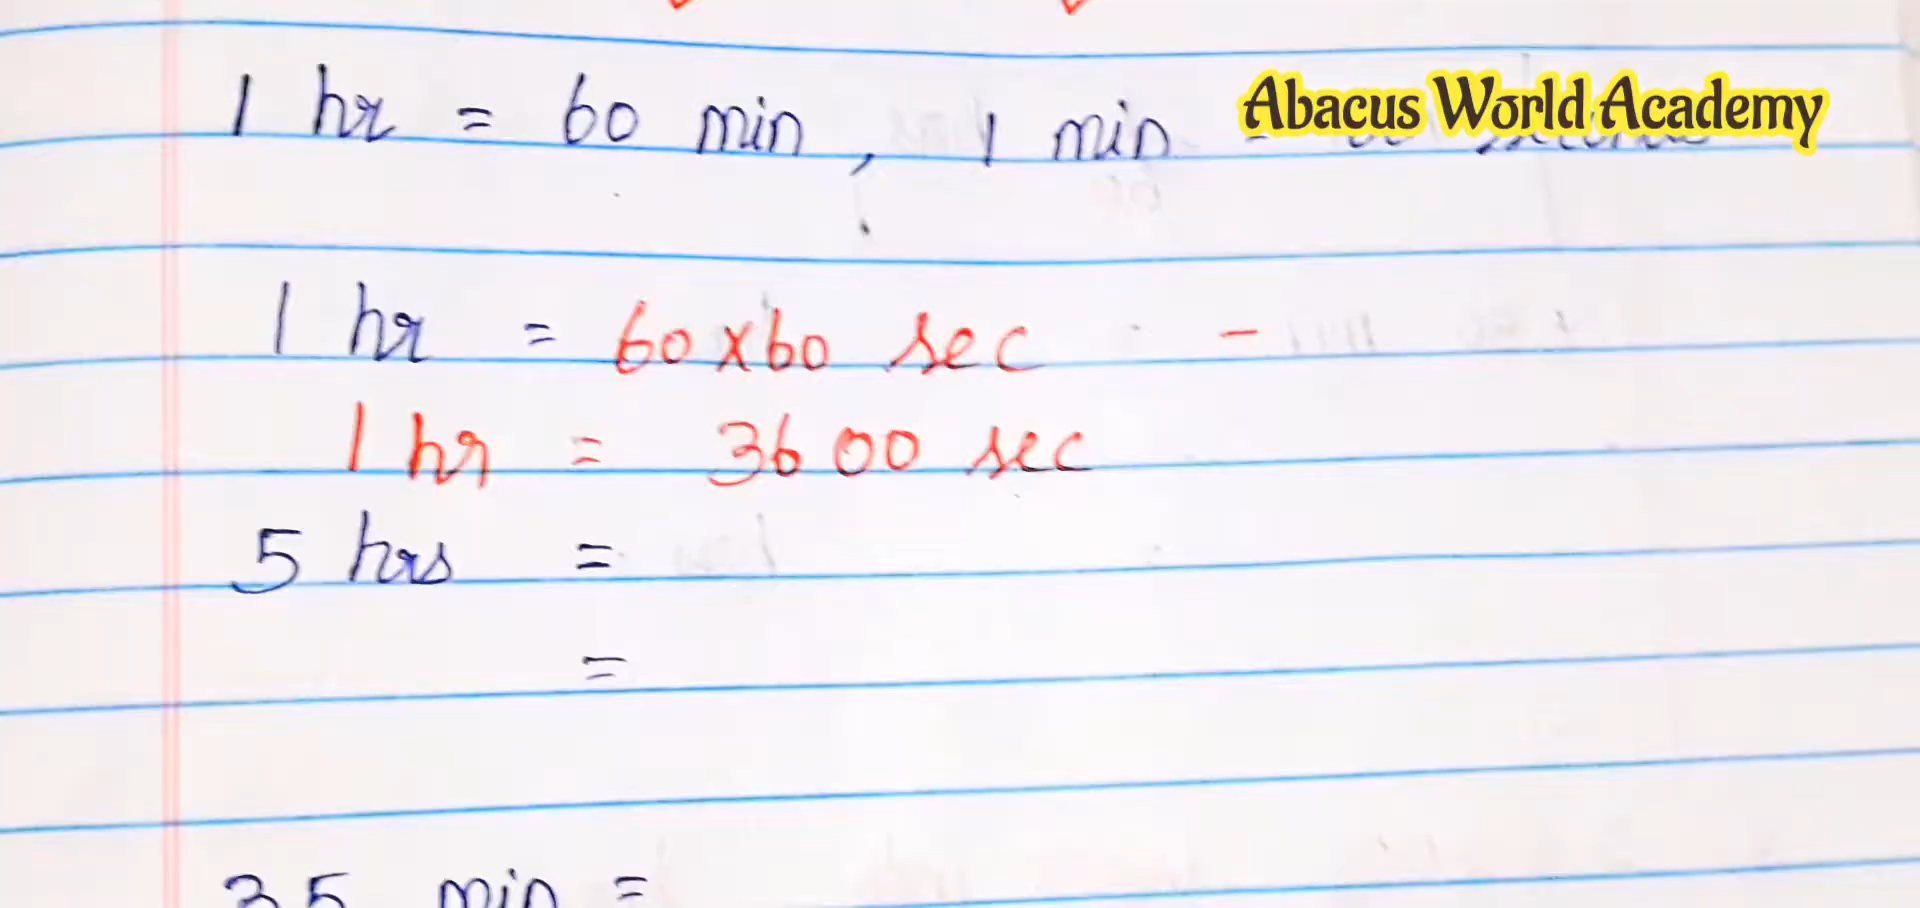 1 hr = 60 min, 1 min
Abacus World Academy
1 hr = 60 x 60 sec -
1 hr = 3600 sec
5 hrs =
=
35 min =